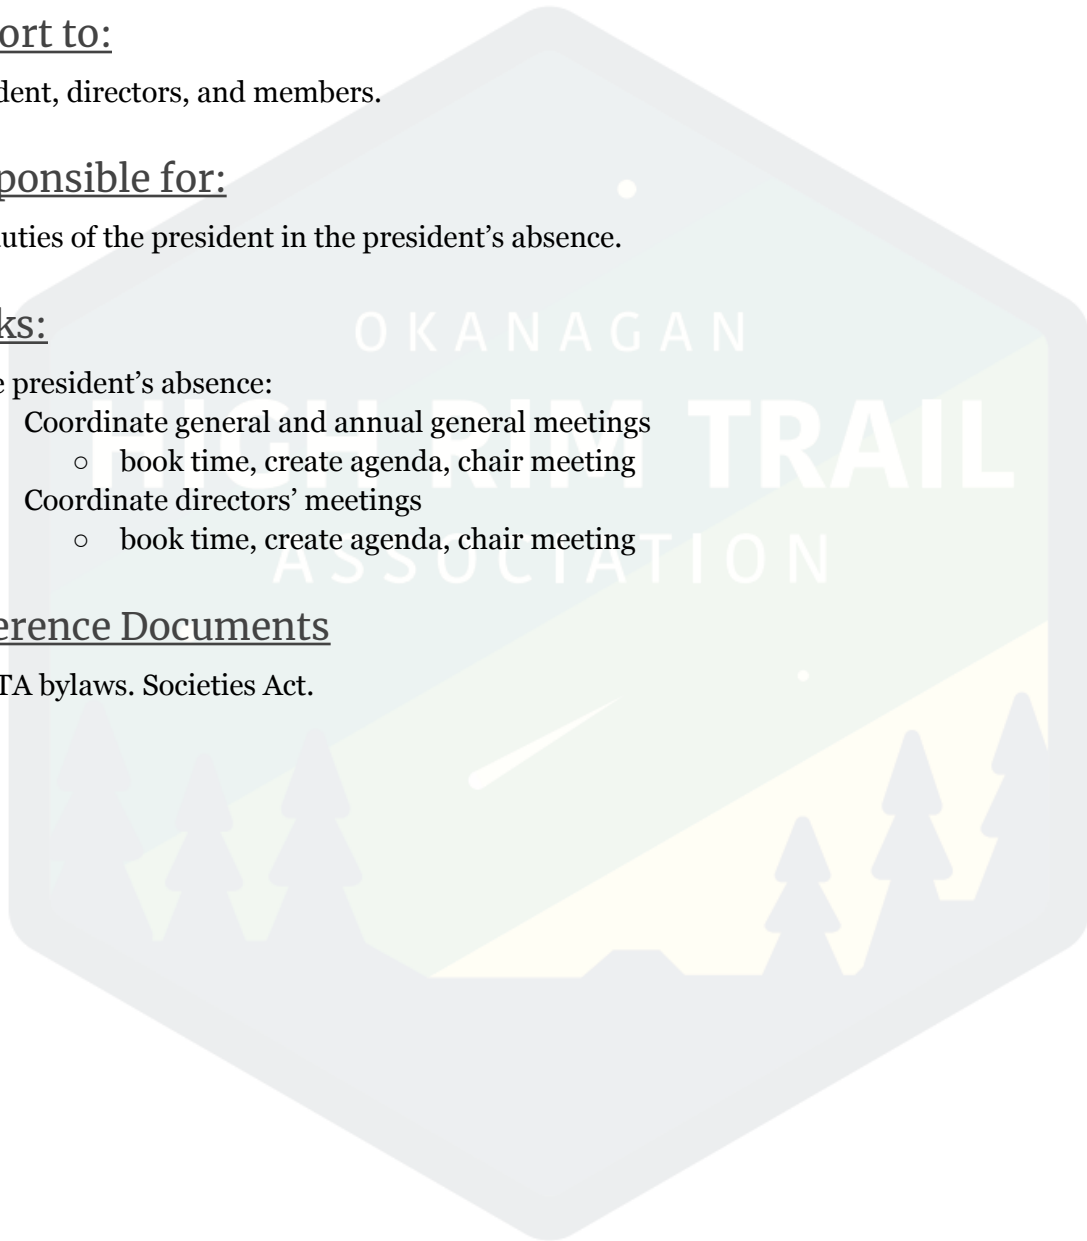 ort to:
dent, directors, and members.
ponsible for:
uties of the president in the president’s absence.
ks:
e president’s absence:
Coordinate general and annual general meetings
○ book time, create agenda, chair meeting
Coordinate directors’ meetings
○ book time, create agenda, chair meeting
erence Documents
TA bylaws. Societies Act.
OKANAGAN
HIGH RIM TRAIL
ASSOCIATION